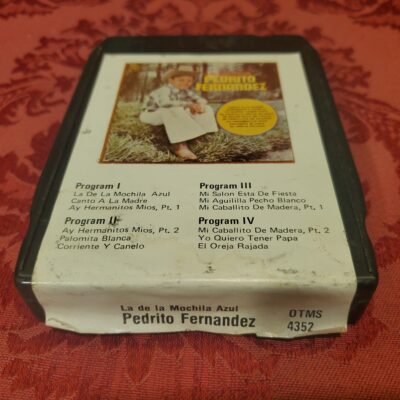 PEDRITO
FERNANDEZ
Program I
La De La Mochila Azul
Canto A La Madre
Ay Hermanitos Mios, Pt. 1
Program II
Ay Hermanitos Mios, Pt. 2
Palomita Blanca
Corriente Y Canelo
Program III
Mi Salon Esta De Fiesta
Mi Aguililla Pecho Blanco
Mi Caballito De Madera, Pt. 1
Program IV
Mi Caballito De Madera, Pt. 2
Yo Quiero Tener Papa
El Oreja Rajada
La de la Mochila Azul
Pedrito Fernandez
OTMS
4352